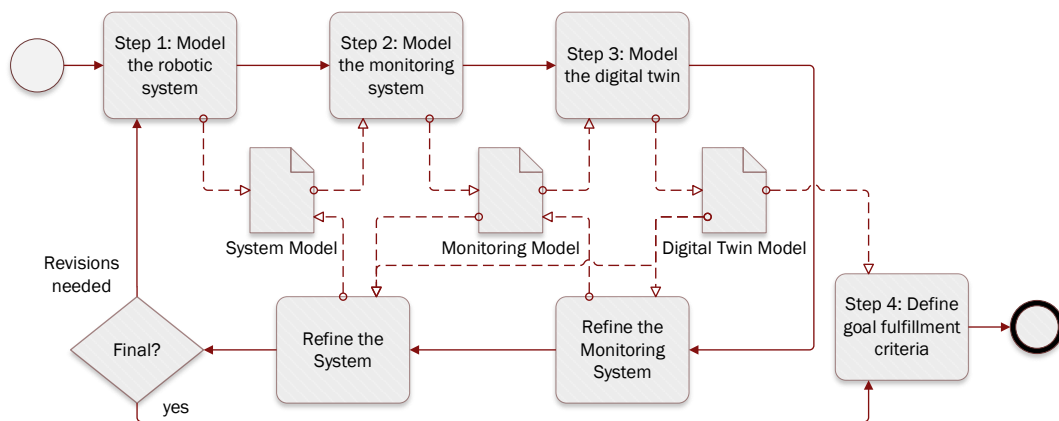 Step 1: Model
the robotic
system
Step 2: Model
the monitoring
system
Step 3: Model
the digital twin
System Model
Monitoring Model
Digital Twin Model
Revisions
needed
Final?
yes
Refine the
System
Refine the
Monitoring
System
Step 4: Define
goal fulfillment
criteria